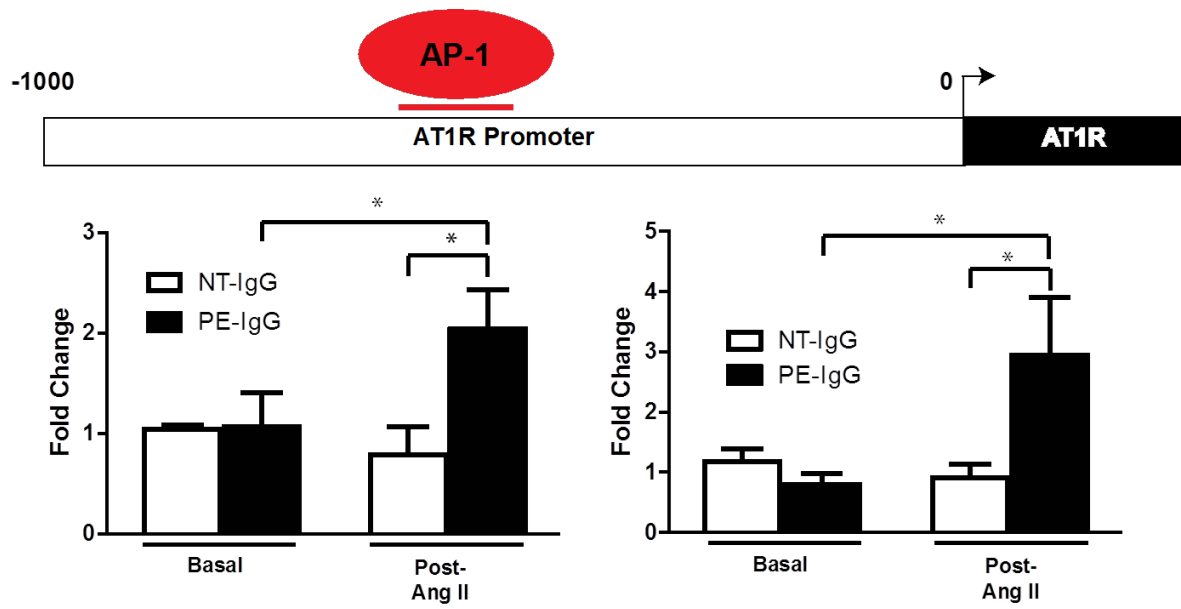 AP-1
-1000
0
AT1R Promoter
AT1R
*
*
3
2
1
0
Fold Change
NT-IgG
PE-IgG
Basal
Post-
Ang II
*
*
5
4
3
2
1
0
Fold Change
NT-IgG
PE-IgG
Basal
Post-
Ang II